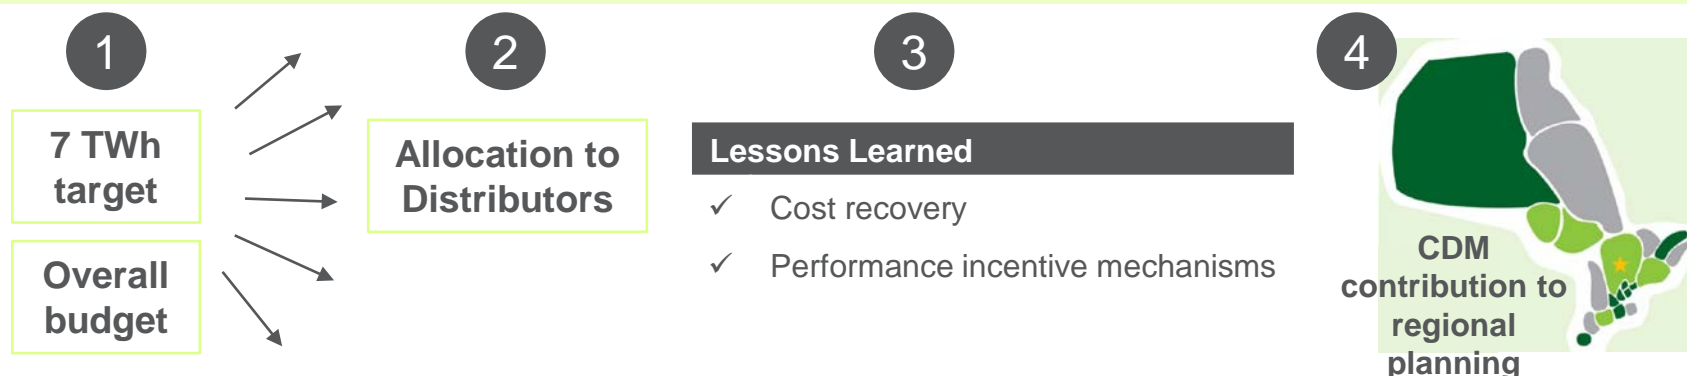 1
7 TWh
target
Overall
budget
2
Allocation to
Distributors
3
Lessons Learned
✓ Cost recovery
✓ Performance incentive mechanisms
4
CDM
contribution to
regional
planning